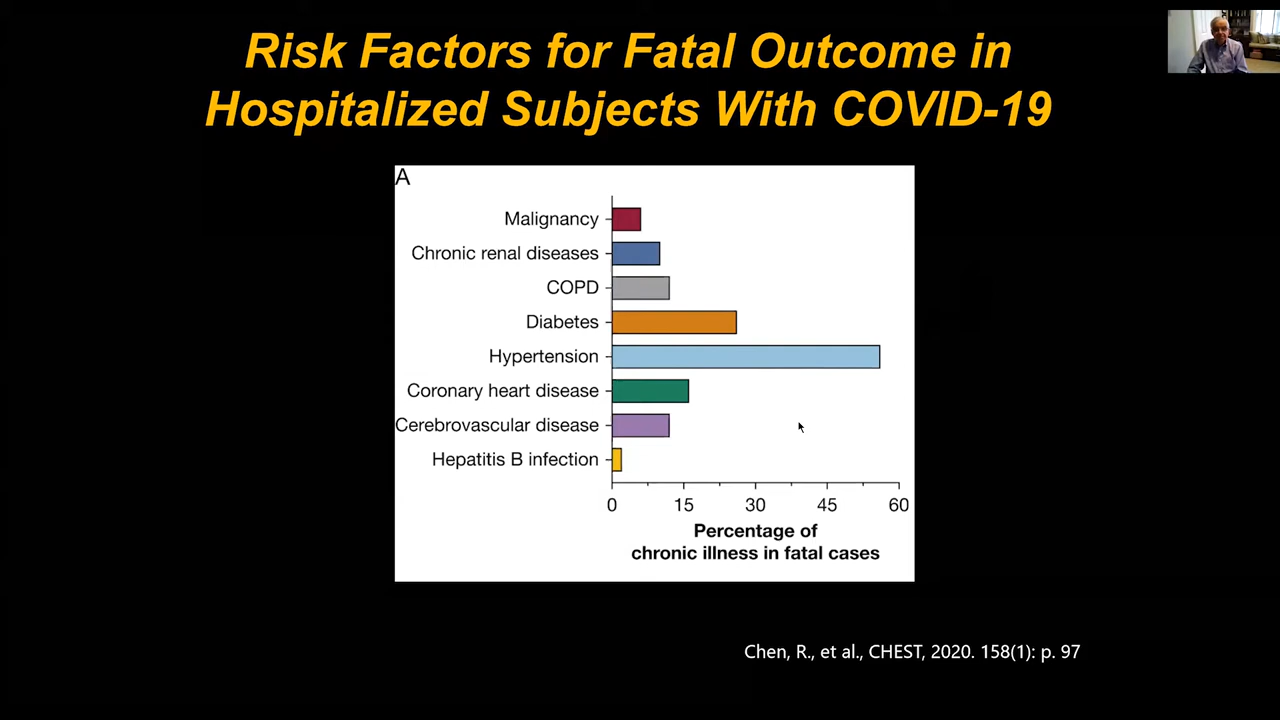 Risk Factors for Fatal Outcome in
Hospitalized Subjects With COVID-19
A
Malignancy
Chronic renal diseases
COPD
Diabetes
Hypertension
Coronary heart disease
Cerebrovascular disease
Hepatitis B infection
0 15 30 45 60
Percentage of
chronic illness in fatal cases
Chen, R., et al., CHEST, 2020. 158(1): p. 97